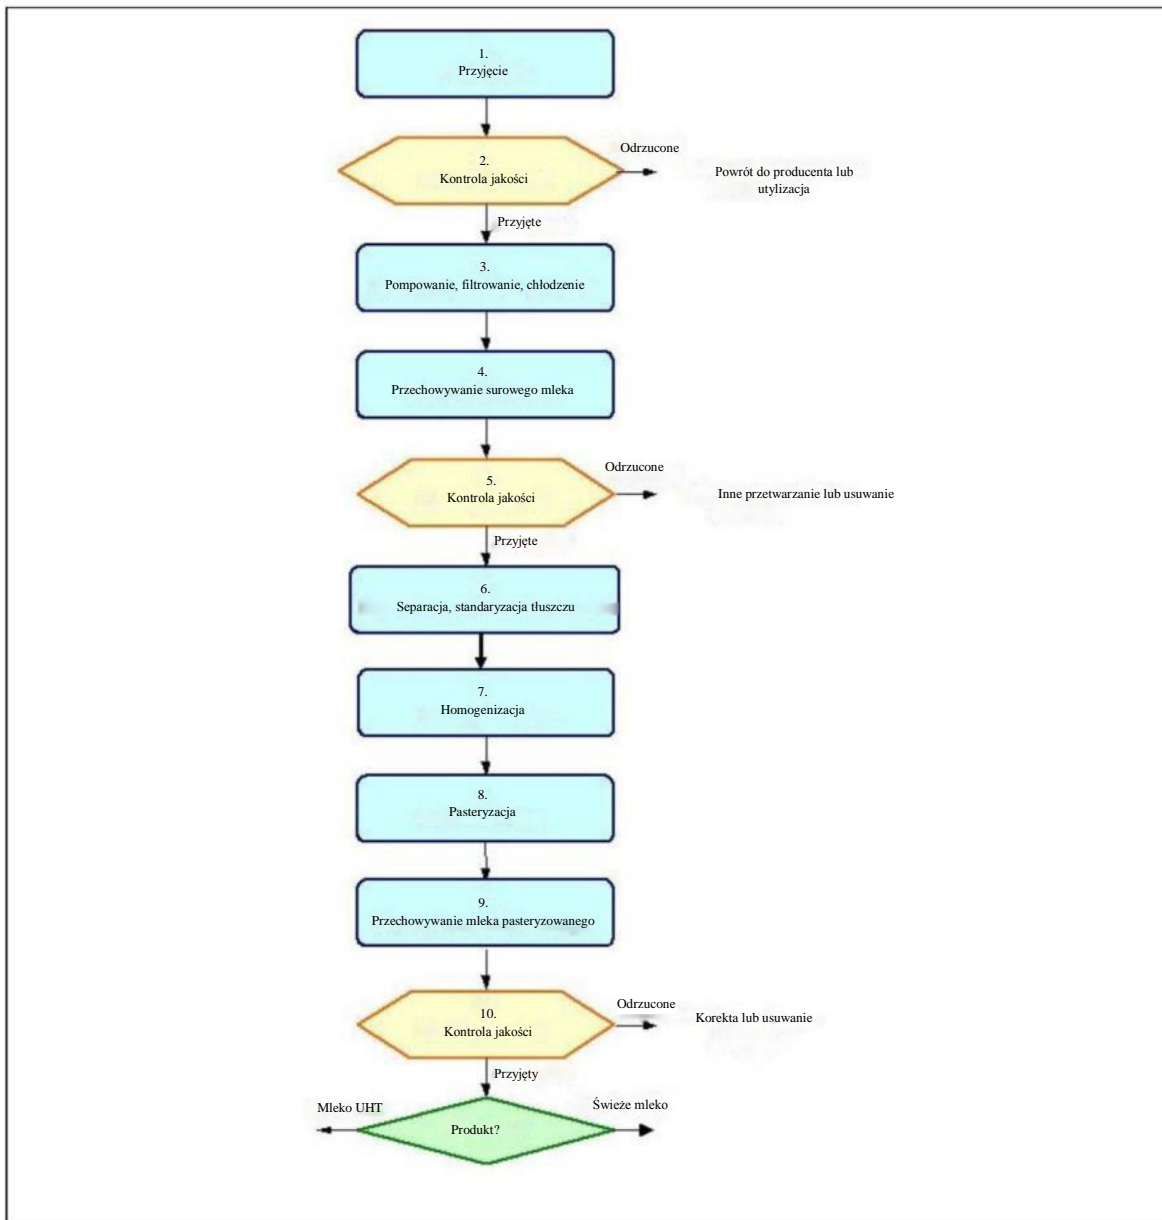 1.
Przyjęcie
2.
Kontrola jakości
Odrzucone
Powrót do producenta lub
utylizacja
Przyjęte
3.
Pompowanie, filtrowanie, chłodzenie
4.
Przechowywanie surowego mleka
5.
Kontrola jakości
Odrzucone
Inne przetwarzanie lub usuwanie
Przyjęte
6.
Separacja, standaryzacja tłuszczu
7.
Homogenizacja
8.
Pasteryzacja
9.
Przechowywanie mleka pasteryzowanego
10.
Kontrola jakości
Odrzucone
Korekta lub usuwanie
Przyjęty
Mleko UHT
Produkt?
Świeże mleko